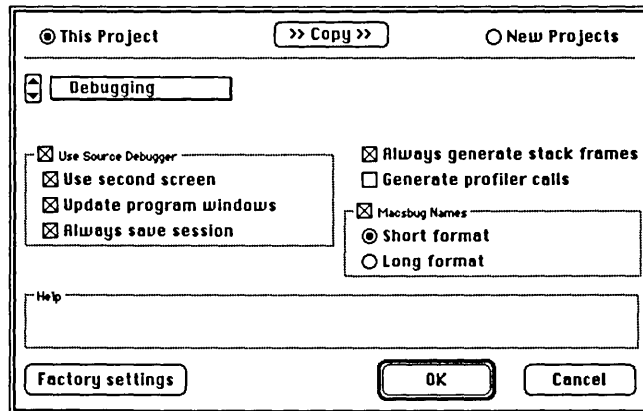 This Project
>> Copy >>
New Projects
Debugging
Use Source Debugger
Use second screen
Update program windows
Always save session
Always generate stack frames
Generate profiler calls
Macsbug Names
Short format
Long format
Help
Factory settings
OK
Cancel